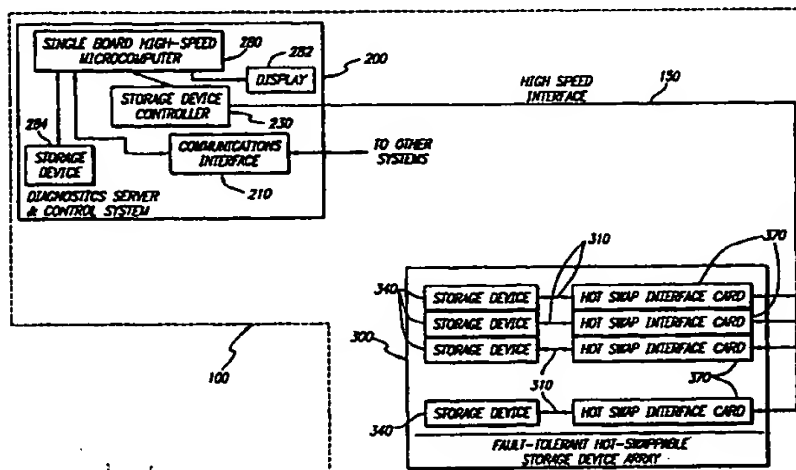 SINGLE BOARD HIGH-SPEED
MICROCOMPUTER
280
282
DISPLAY
200
STORAGE DEVICE
CONTROLLER
230
HIGH SPEED
INTERFACE
150
284
STORAGE
DEVICE
COMMUNICATIONS
INTERFACE
210
TO OTHER
SYSTEMS
DIAGNOSTICS SERVER
& CONTROL SYSTEM
310
370
340
STORAGE DEVICE
HOT SWAP INTERFACE CARD
STORAGE DEVICE
HOT SWAP INTERFACE CARD
300
STORAGE DEVICE
HOT SWAP INTERFACE CARD
100
310
370
340
STORAGE DEVICE
310
HOT SWAP INTERFACE CARD
FAULT-TOLERANT HOT-SWAPPABLE
STORAGE DEVICE ARRAY